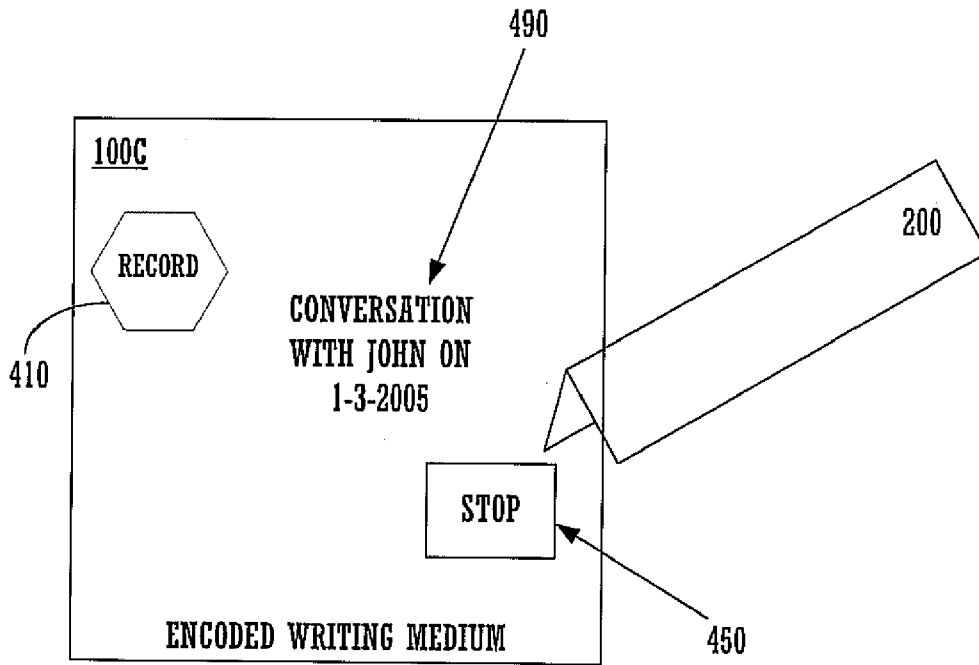 490
100C
200
RECORD
CONVERSATION
WITH JOHN ON
1-3-2005
410
STOP
450
ENCODED WRITING MEDIUM